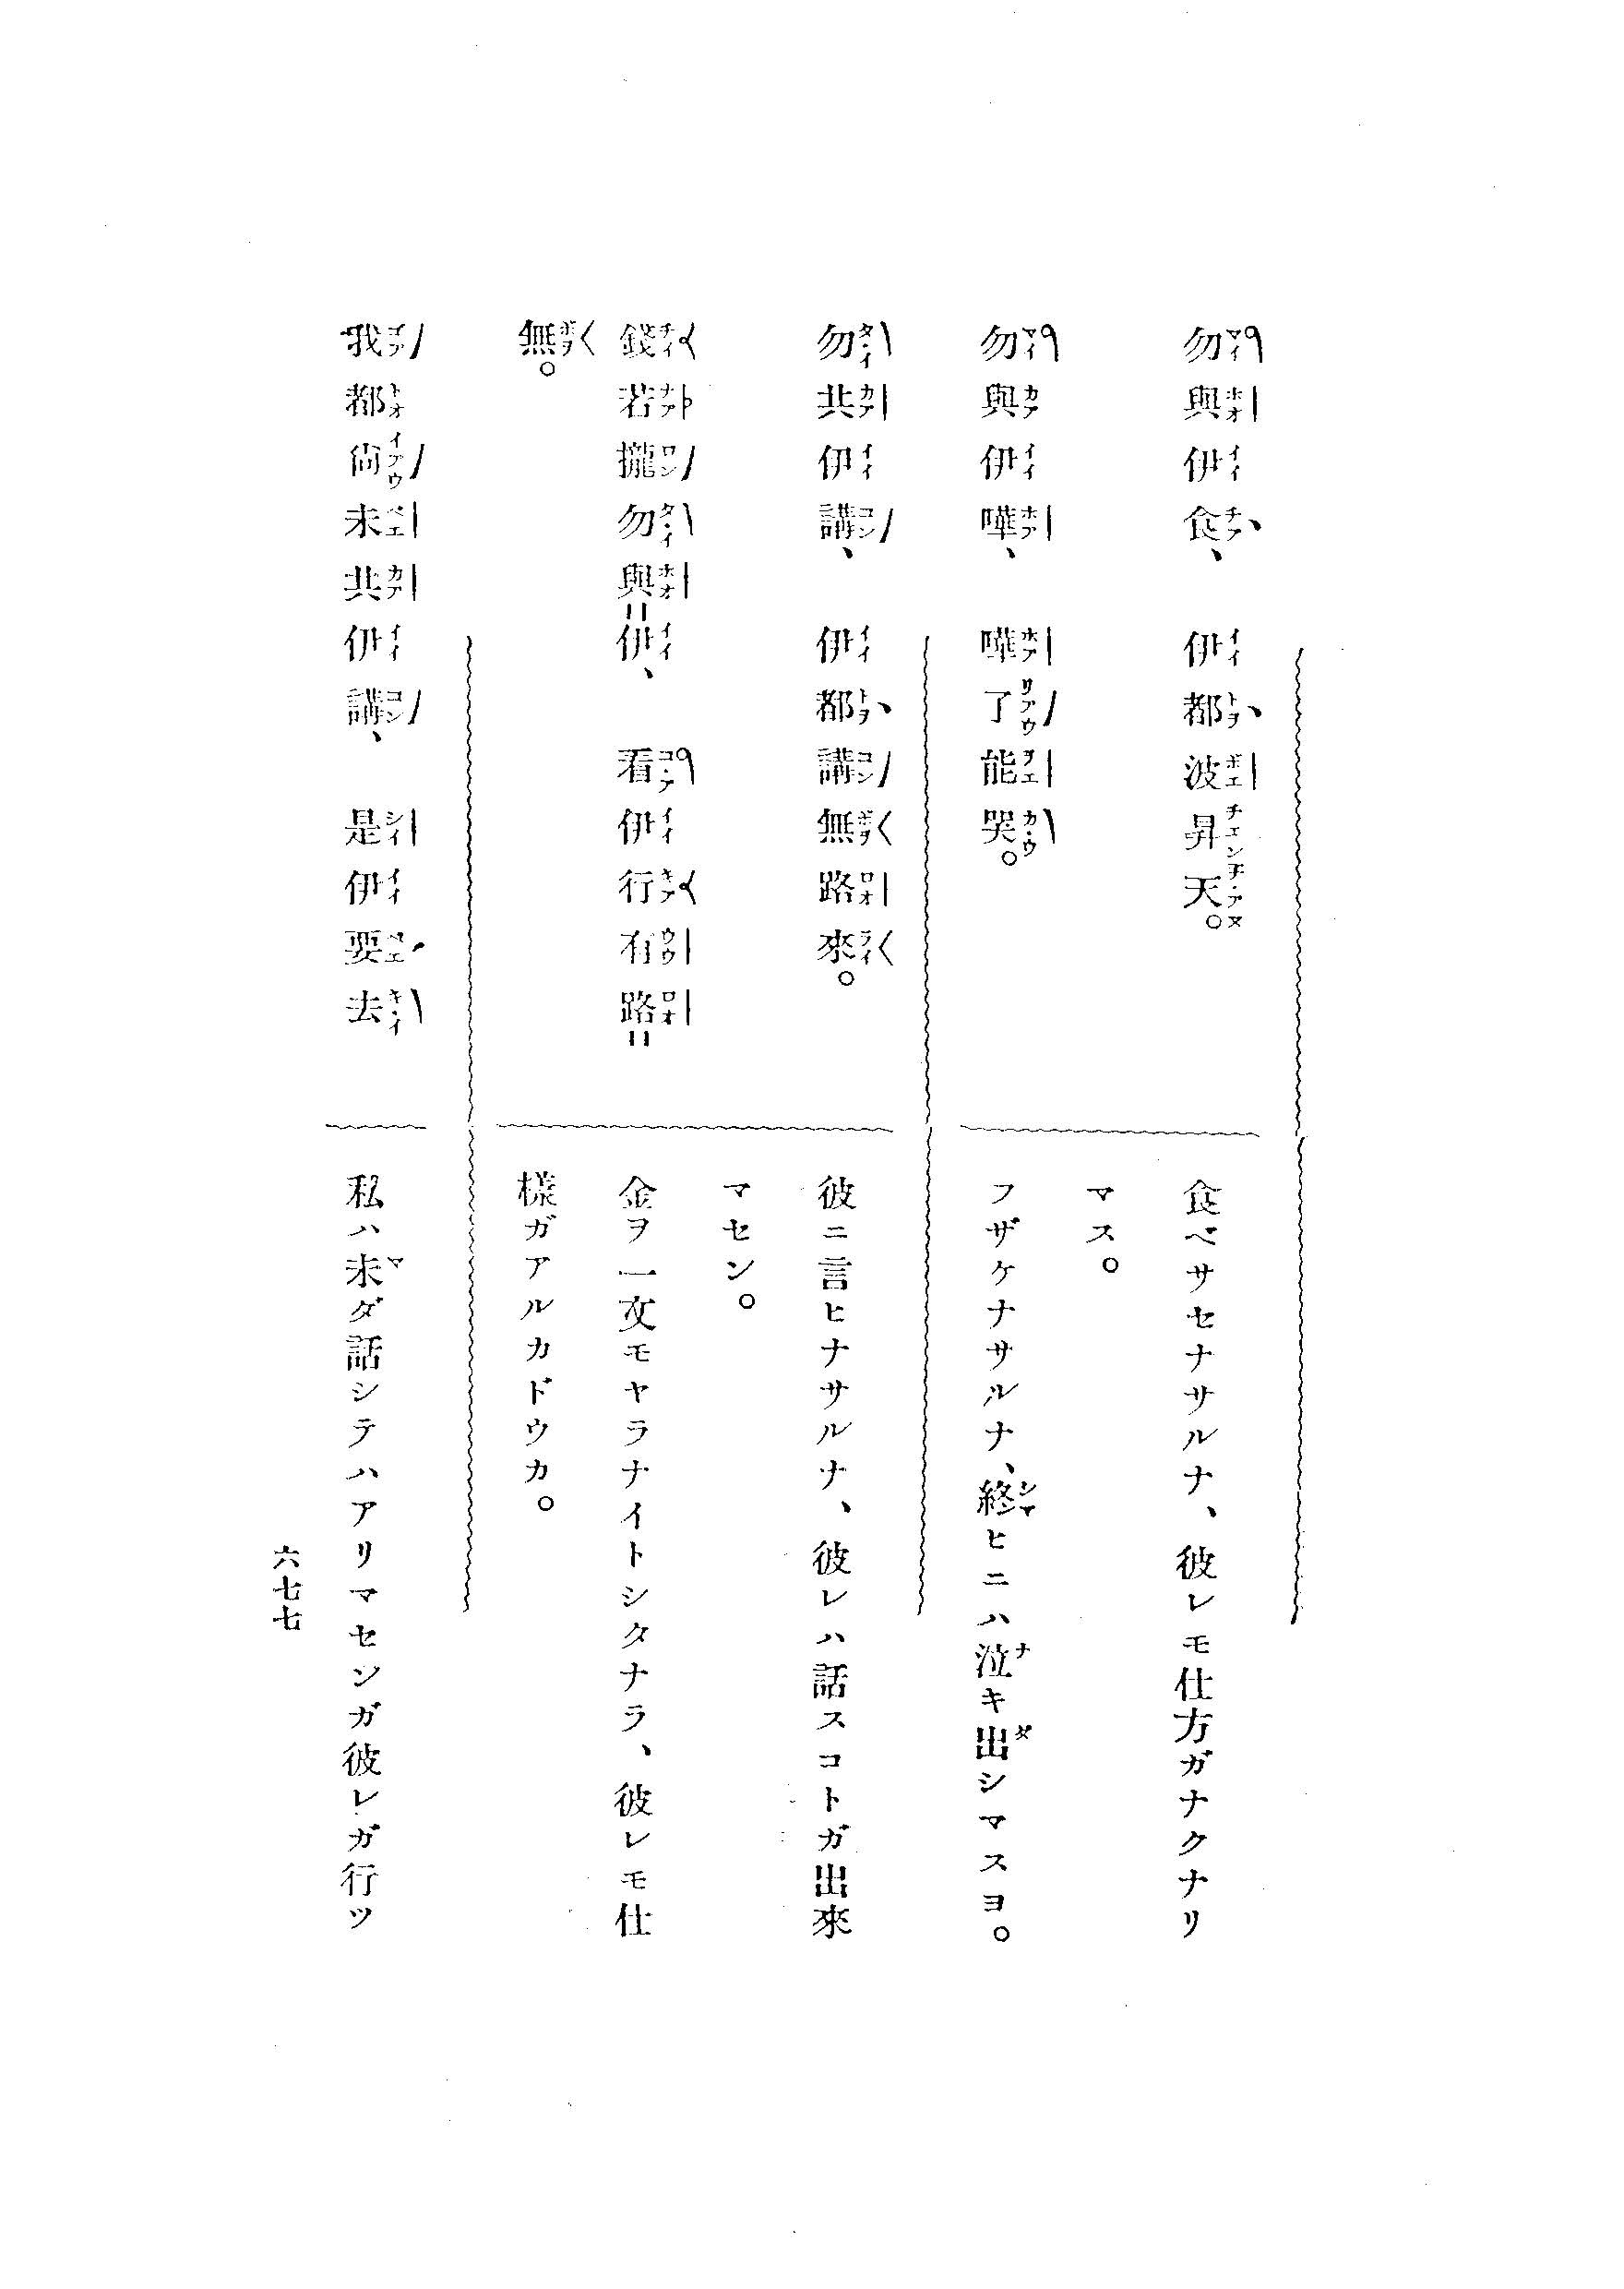 勿與伊食、伊都波昇天。
食ベサセナサルナ、彼レモ仕方ガナクナリ
マス。
勿與伊嘩、嘩了能哭。
フザケナサルナ、終ヒニハ泣キ出シマスヨ。
勿共伊講、伊都講無路來。
彼ニ言ヒナサルナ、彼レハ話スコトガ出來
マセン。
錢若攏勿與=伊、看伊行有路=
無。
金ヲ一文モヤラナイトシタナラ、彼レモ仕
樣ガアルカドウカ。
我都尙未共伊講、是伊要去
私ハ未ダ話シテハアリマセンガ彼レガ行ツ
六七七